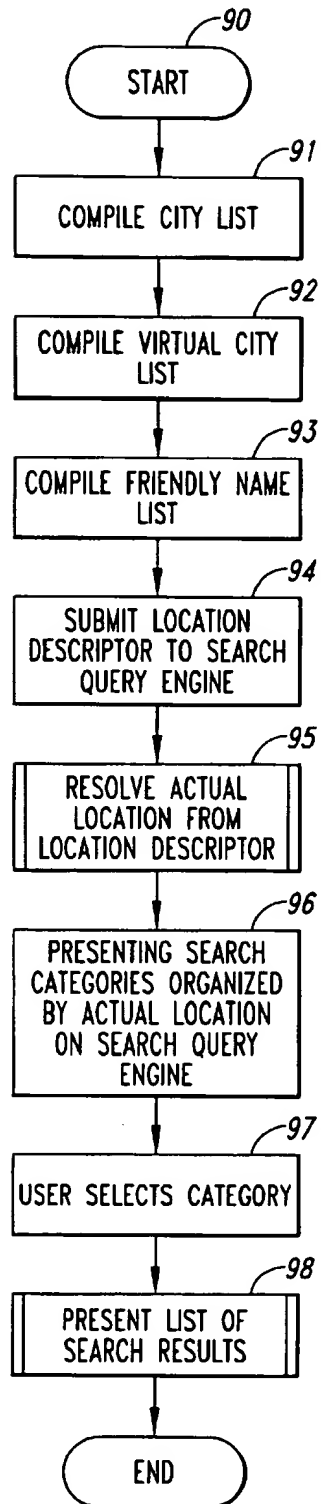 90
START
91
COMPILE CITY LIST
92
COMPILE VIRTUAL CITY
LIST
93
COMPILE FRIENDLY NAME
LIST
94
SUBMIT LOCATION
DESCRIPTOR TO SEARCH
QUERY ENGINE
95
RESOLVE ACTUAL
LOCATION FROM
LOCATION DESCRIPTOR
96
PRESENTING SEARCH
CATEGORIES ORGANIZED
BY ACTUAL LOCATION
ON SEARCH QUERY
ENGINE
97
USER SELECTS CATEGORY
98
PRESENT LIST OF
SEARCH RESULTS
END